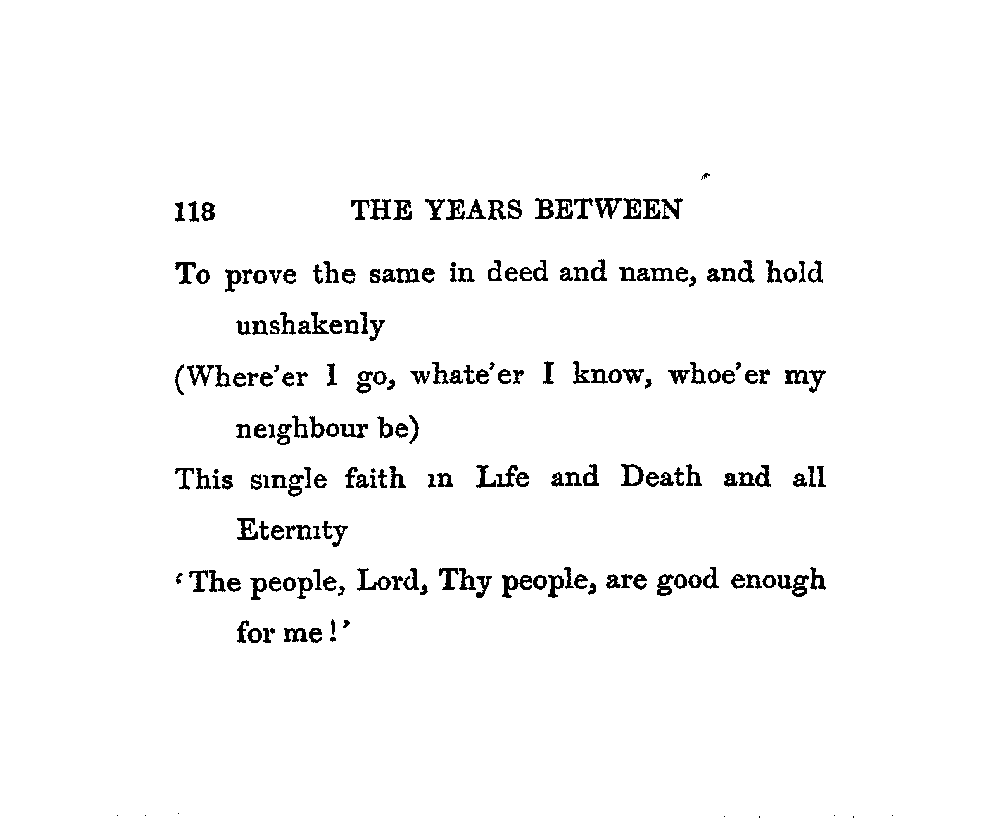 118 THE YEARS BETWEEN
To prove the same in deed and name, and hold
unshakenly
(Where'er I go, whate'er I know, whoe'er my
neighbour be)
This single faith in Life and Death and all
Eternity
‘The people, Lord, Thy people, are good enough
for me!’